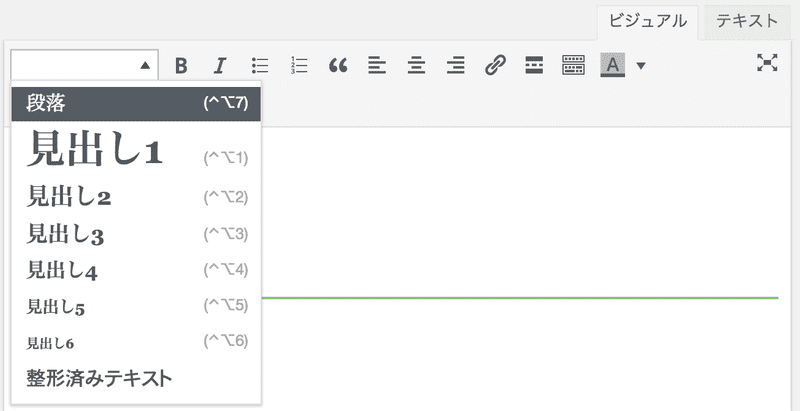 ビジュアル テキスト
B I A
段落 (^⌥7)
見出し1 (^⌥1)
見出し2 (^⌥2)
見出し3 (^⌥3)
見出し4 (^⌥4)
見出し5 (^⌥5)
見出し6 (^⌥6)
整形済みテキスト